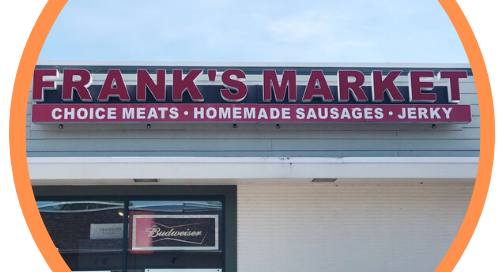 FRANK'S MARKET
CHOICE MEATS • HOMEMADE SAUSAGES • JERKY
Budweiser